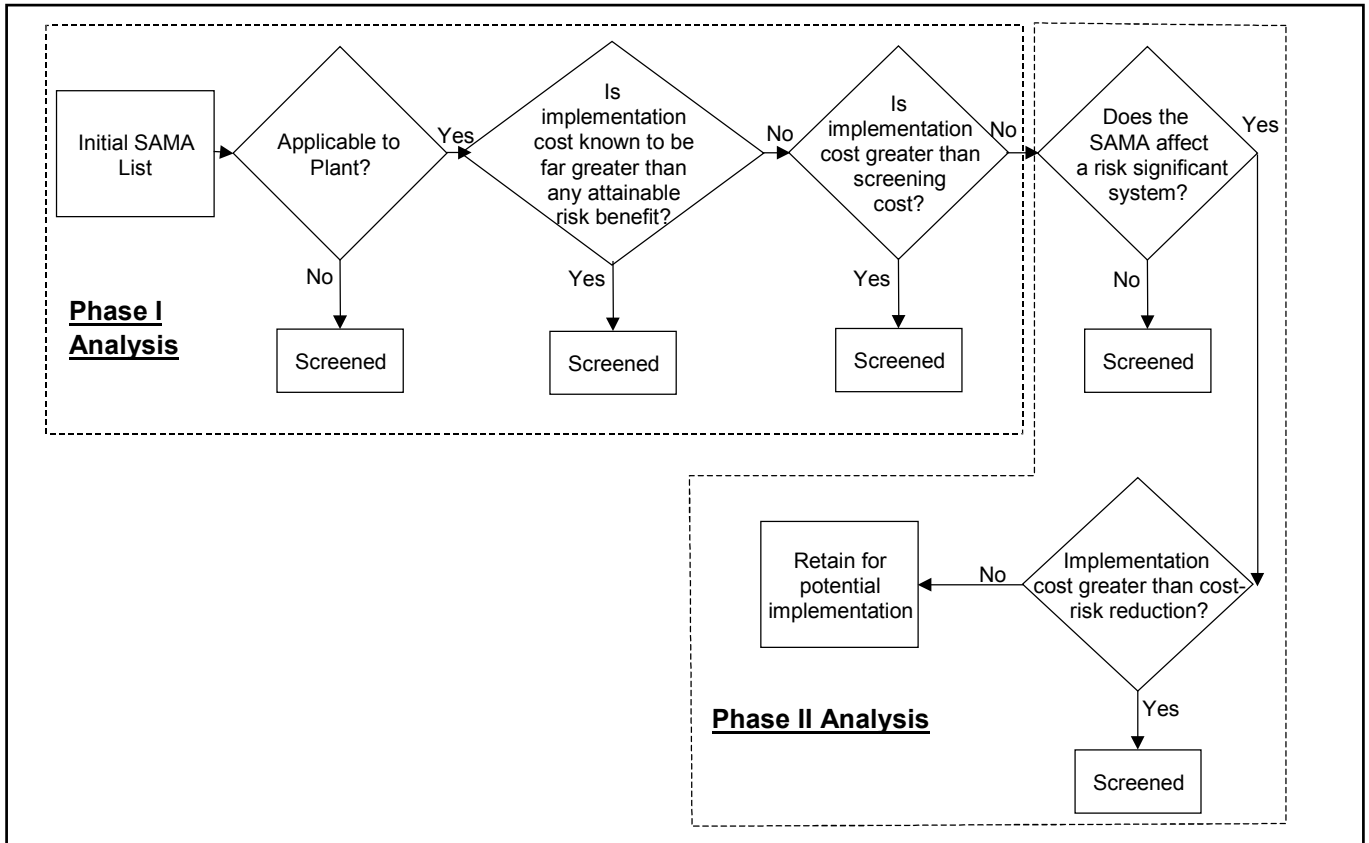 Initial SAMA
List
Applicable to
Plant?
Yes
No
Screened
Is
implementation
cost known to be
far greater than
any attainable
risk benefit?
No
Yes
Screened
Is
implementation
cost greater than
screening
cost?
No
Yes
Screened
Phase I
Analysis
Does the
SAMA affect
a risk significant
system?
Yes
No
Screened
Implementation
cost greater than cost-
risk reduction?
No
Retain for
potential
implementation
Yes
Screened
Phase II Analysis